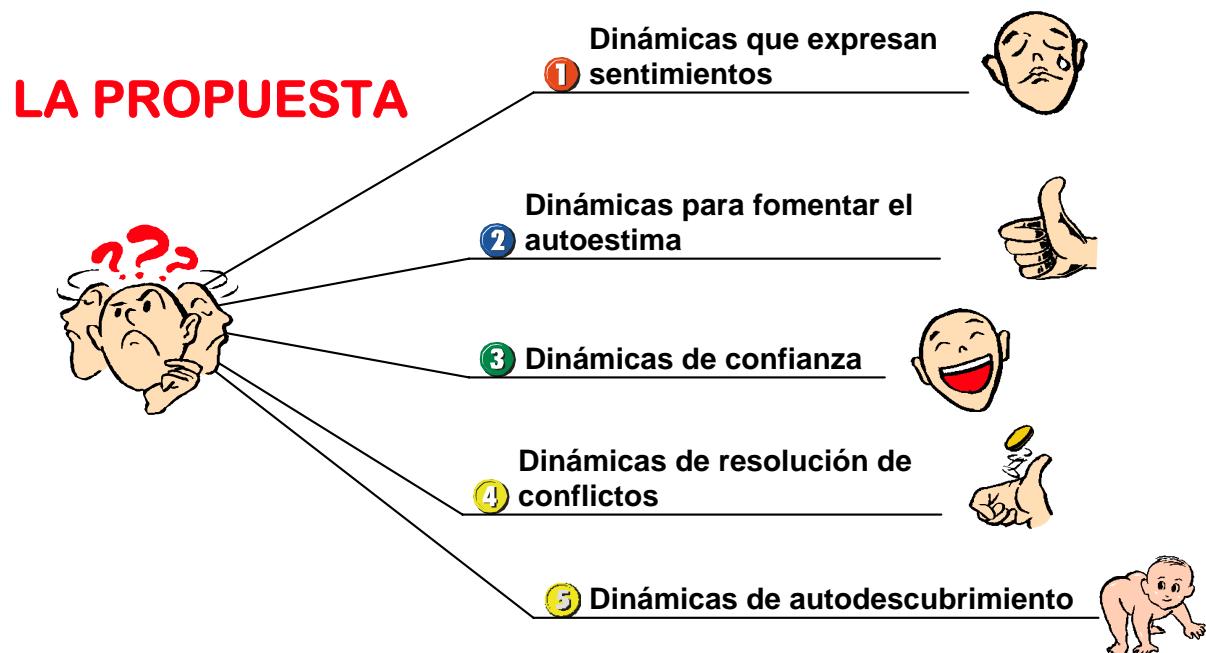 LA PROPUESTA
1 Dinámicas que expresan
sentimientos
2 Dinámicas para fomentar el
autoestima
3 Dinámicas de confianza
4 Dinámicas de resolución de
conflictos
5 Dinámicas de autodescubrimiento
???